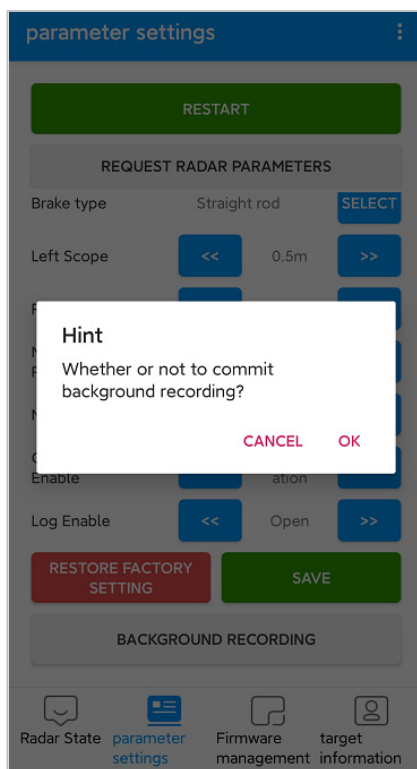 parameter settings
RESTART
REQUEST RADAR PARAMETERS
Brake type Straight rod SELECT
Left Scope << 0.5m >>
Hint
Whether or not to commit
background recording?
CANCEL OK
Enable ation
Log Enable << Open >>
RESTORE FACTORY
SETTING
SAVE
BACKGROUND RECORDING
Radar State
parameter
settings
Firmware
management
target
information